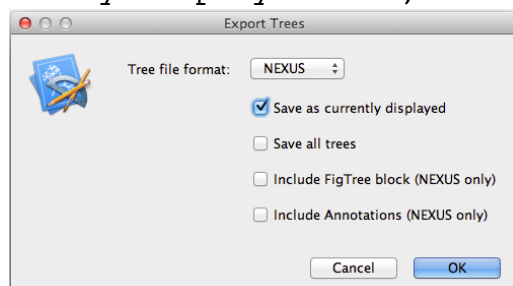 Export Trees
Tree file format: NEXUS
Save as currently displayed
Save all trees
Include FigTree block (NEXUS only)
Include Annotations (NEXUS only)
Cancel OK